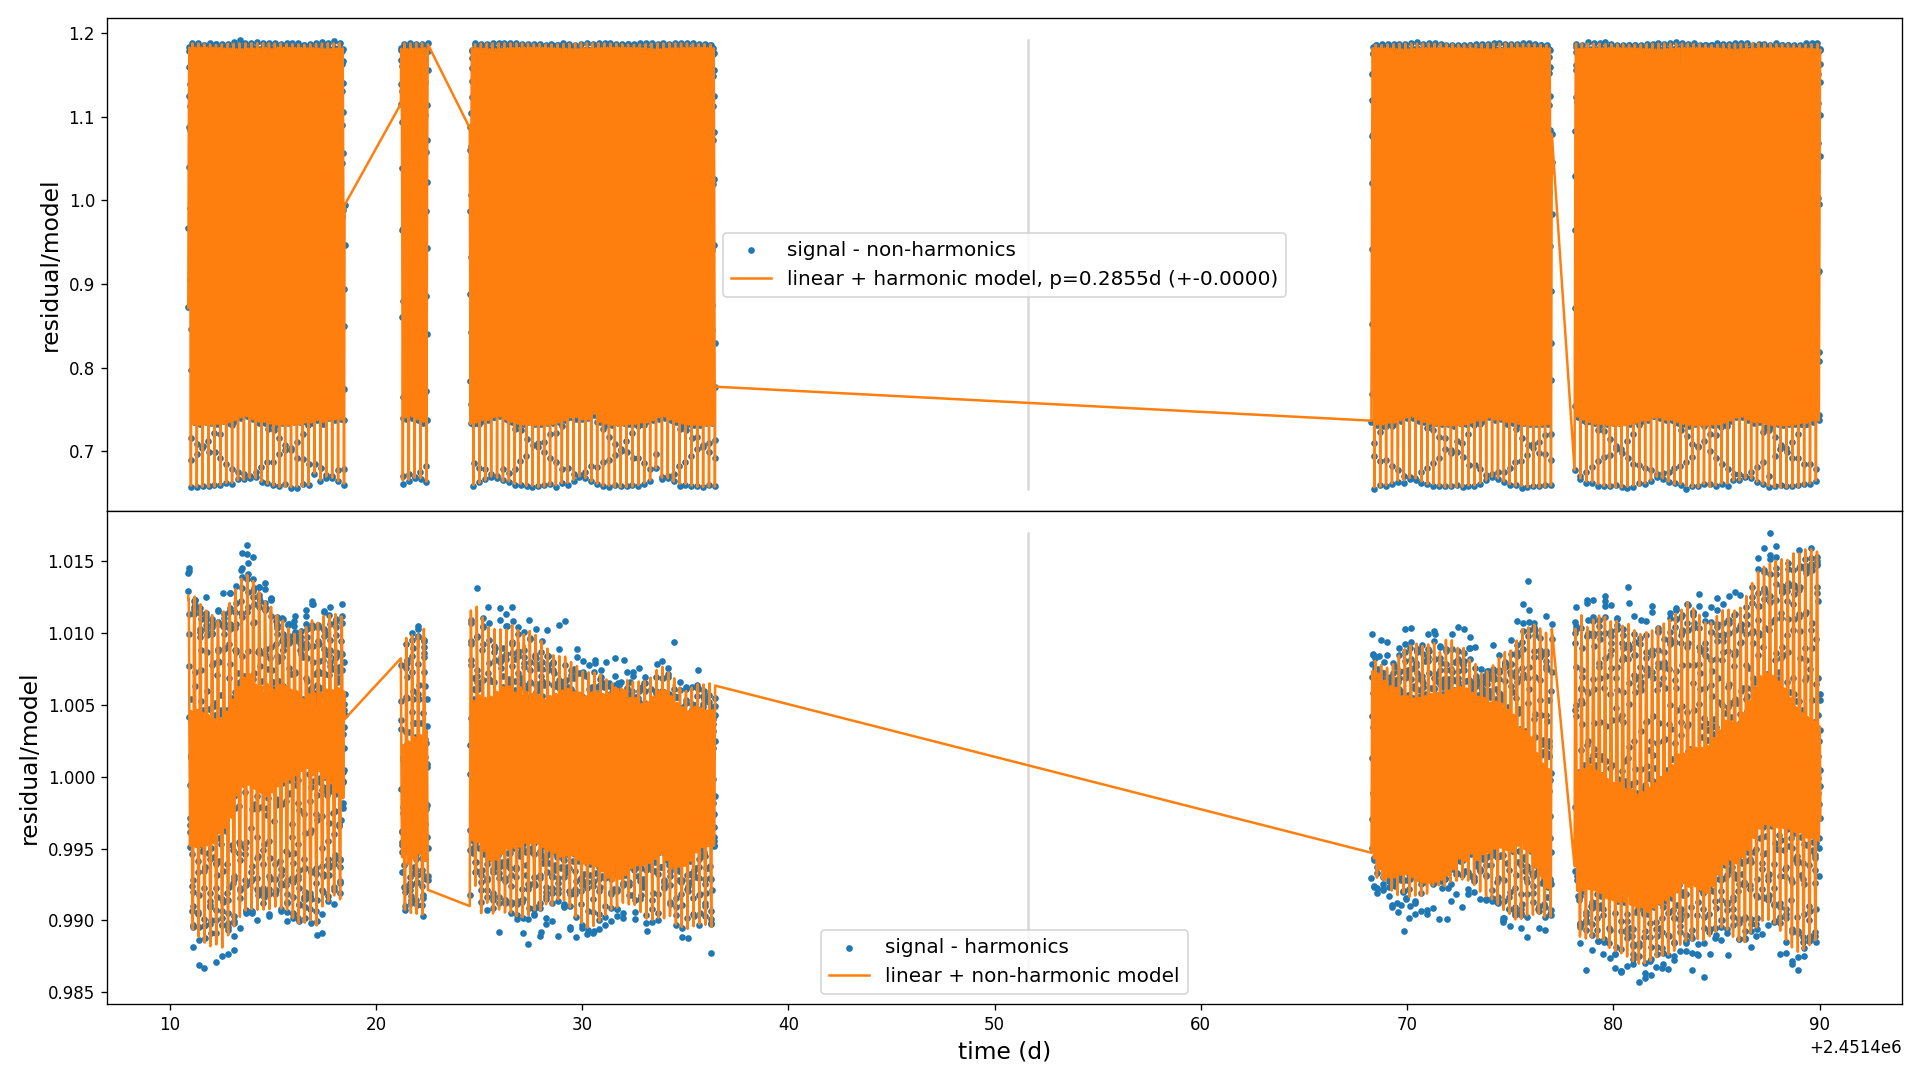 1.2
1.1
1.0
0.9
0.8
0.7
residual/model
signal - non-harmonics
linear + harmonic model, p=0.2855d (+-0.0000)
1.015
1.010
1.005
1.000
0.995
0.990
0.985
residual/model
signal - harmonics
linear + non-harmonic model
10 20 30 40 50 60 70 80 90
time (d)
+2.4514e6